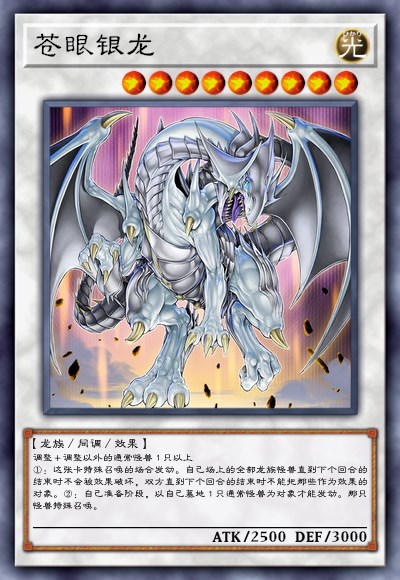 苍眼银龙
ひかり
光
【龙族/同调/效果】
调整+调整以外的通常怪兽1只以上
①：这张卡特殊召唤的场合发动。自己场上的全部龙族怪兽直到下个回合的
结束时不会被效果破坏，双方直到下个回合的结束时不能把那些作为效果的
对象。②：自己准备阶段，以自己墓地1只通常怪兽为对象才能发动。那只
怪兽特殊召唤。
ATK/2500 DEF/3000